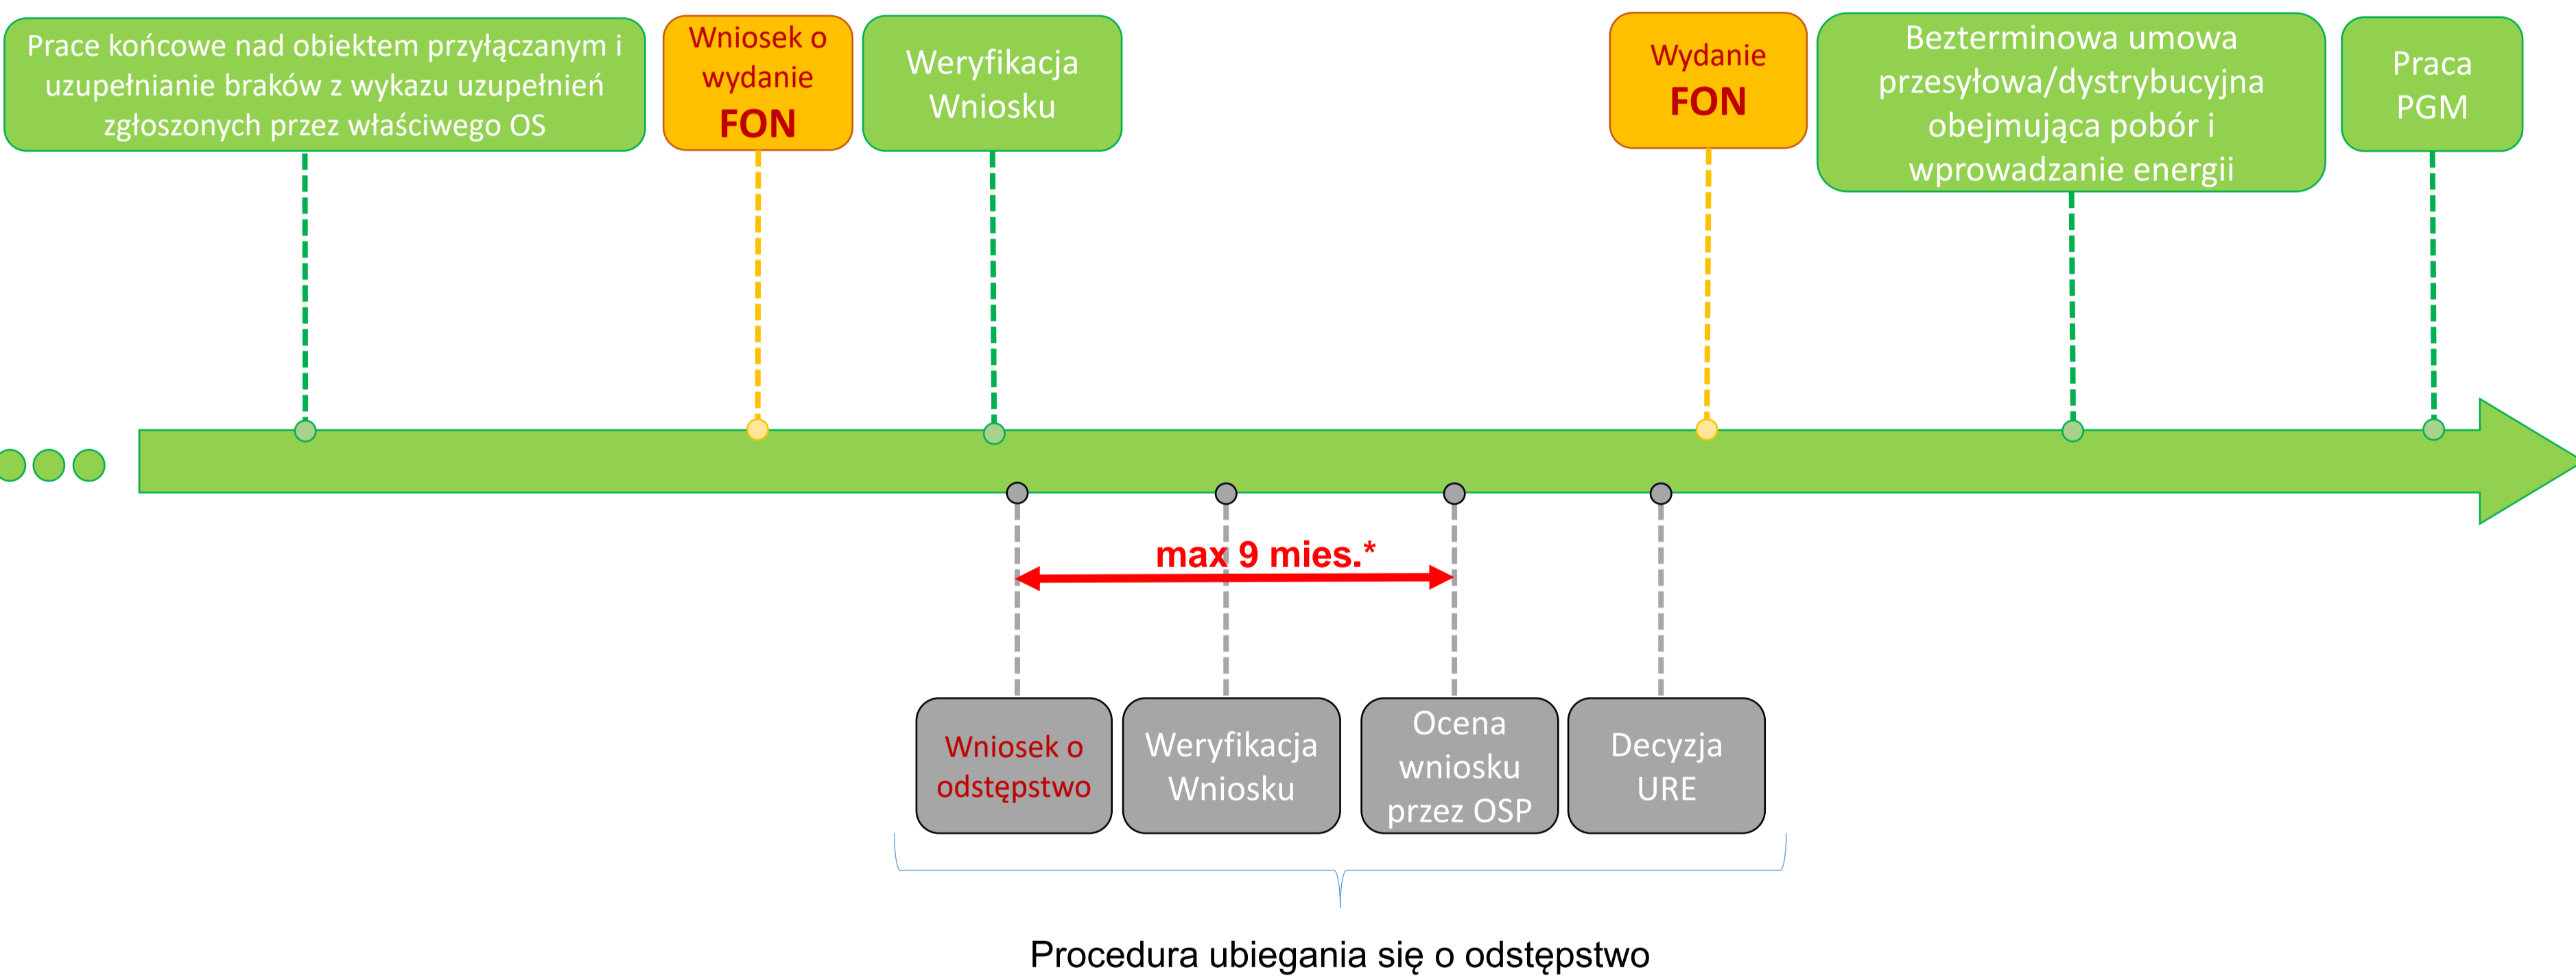 Prace końcowe nad obiektem przyłączanym i
uzupełnianie braków z wykazu uzupełnień
zgłoszonych przez właściwego OS
Wniosek o
wydanie
FON
Weryfikacja
Wniosku
Wydanie
FON
Bezterminowa umowa
przesyłowa/dystrybucyjna
obejmująca pobór i
wprowadzanie energii
Praca
PGM
max 9 mies.*
Wniosek o
odstępstwo
Weryfikacja
Wniosku
Ocena
wniosku
przez OSP
Decyzja
URE
Procedura ubiegania się o odstępstwo